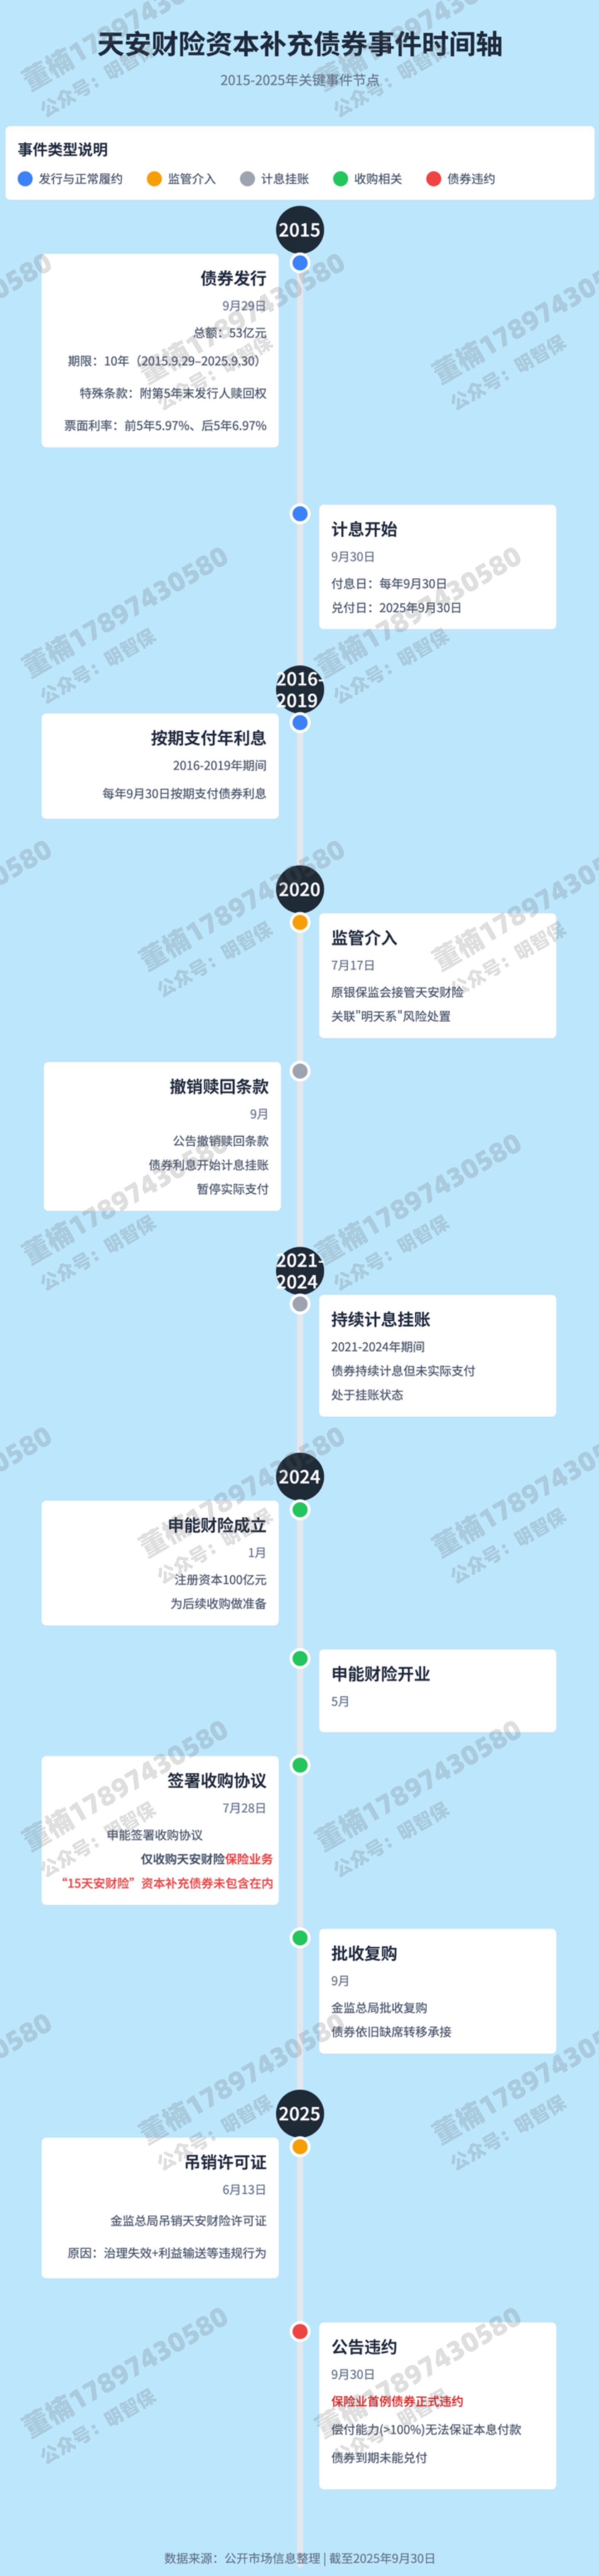 天安财险资本补充债券事件时间轴
2015-2025年关键事件节点
事件类型说明
发行与正常履约 监管介入 计息挂账 收购相关 债券违约
2015
债券发行
9月29日
总额：53亿元
期限：10年（2015.9.29–2025.9.30）
特殊条款：附第5年末发行人赎回权
票面利率：前5年5.97%、后5年6.97%
计息开始
9月30日
付息日：每年9月30日
兑付日：2025年9月30日
2016-
2019
按期支付年利息
2016-2019年期间
每年9月30日按期支付债券利息
2020
监管介入
7月17日
原银保监会接管天安财险
关联"明天系"风险处置
撤销赎回条款
9月
公告撤销赎回条款
债券利息开始计息挂账
暂停实际支付
2021-
2024
持续计息挂账
2021-2024年期间
债券持续计息但未实际支付
处于挂账状态
2024
申能财险成立
1月
注册资本100亿元
为后续收购做准备
申能财险开业
5月
签署收购协议
7月28日
申能签署收购协议
仅收购天安财险保险业务
“15天安财险”资本补充债券未包含在内
批收复购
9月
金监总局批收复购
债券依旧缺席转移承接
2025
吊销许可证
6月13日
金监总局吊销天安财险许可证
原因：治理失效+利益输送等违规行为
公告违约
9月30日
保险业首例债券正式违约
偿付能力(>100%)无法保证本息付款
债券到期未能兑付
数据来源：公开市场信息整理 | 截至2025年9月30日
董楠17897430580
公众号：明智保